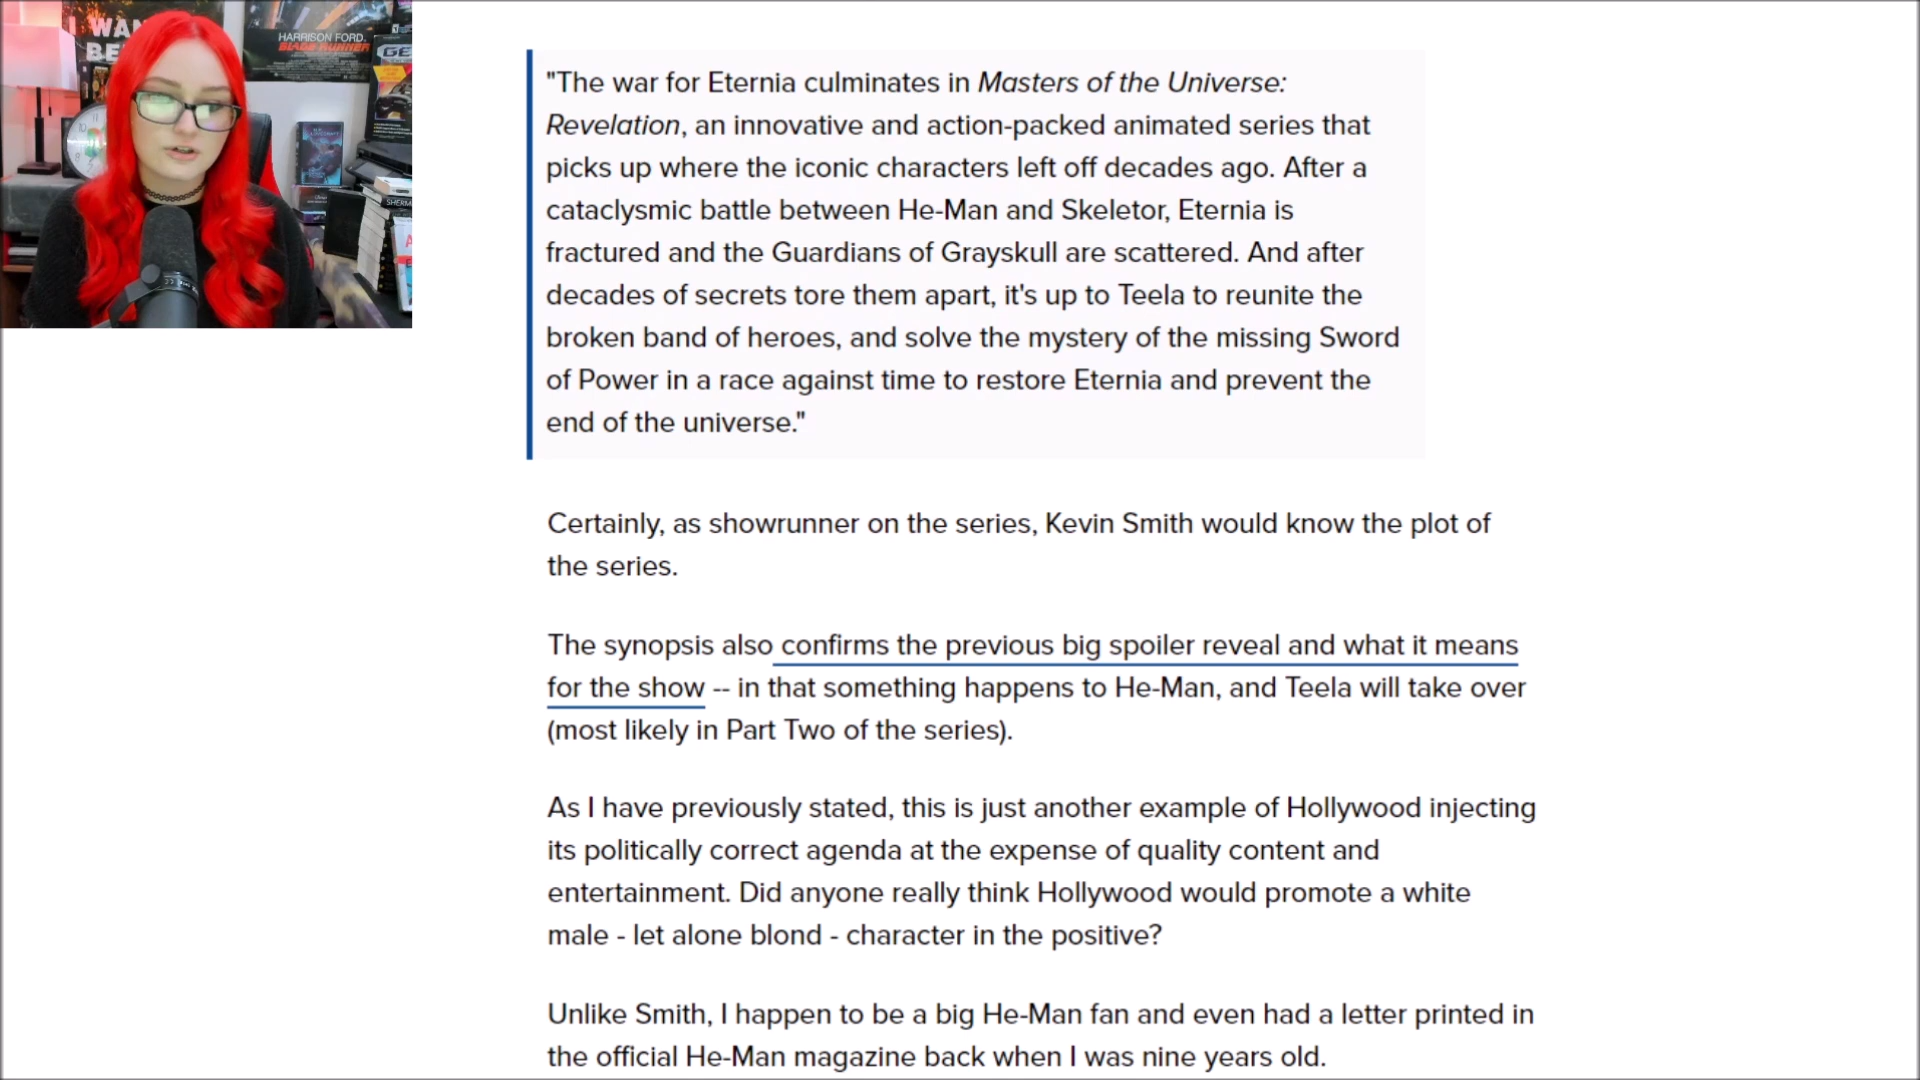 I WAN
BE
HARRISON FORD.
BLADE RUNNER
GE
SHERM
"The war for Eternia culminates in Masters of the Universe:
Revelation, an innovative and action-packed animated series that
picks up where the iconic characters left off decades ago. After a
cataclysmic battle between He-Man and Skeletor, Eternia is
fractured and the Guardians of Grayskull are scattered. And after
decades of secrets tore them apart, it's up to Teela to reunite the
broken band of heroes, and solve the mystery of the missing Sword
of Power in a race against time to restore Eternia and prevent the
end of the universe."
Certainly, as showrunner on the series, Kevin Smith would know the plot of
the series.
The synopsis also confirms the previous big spoiler reveal and what it means
for the show -- in that something happens to He-Man, and Teela will take over
(most likely in Part Two of the series).
As I have previously stated, this is just another example of Hollywood injecting
its politically correct agenda at the expense of quality content and
entertainment. Did anyone really think Hollywood would promote a white
male - let alone blond - character in the positive?
Unlike Smith, I happen to be a big He-Man fan and even had a letter printed in
the official He-Man magazine back when I was nine years old.